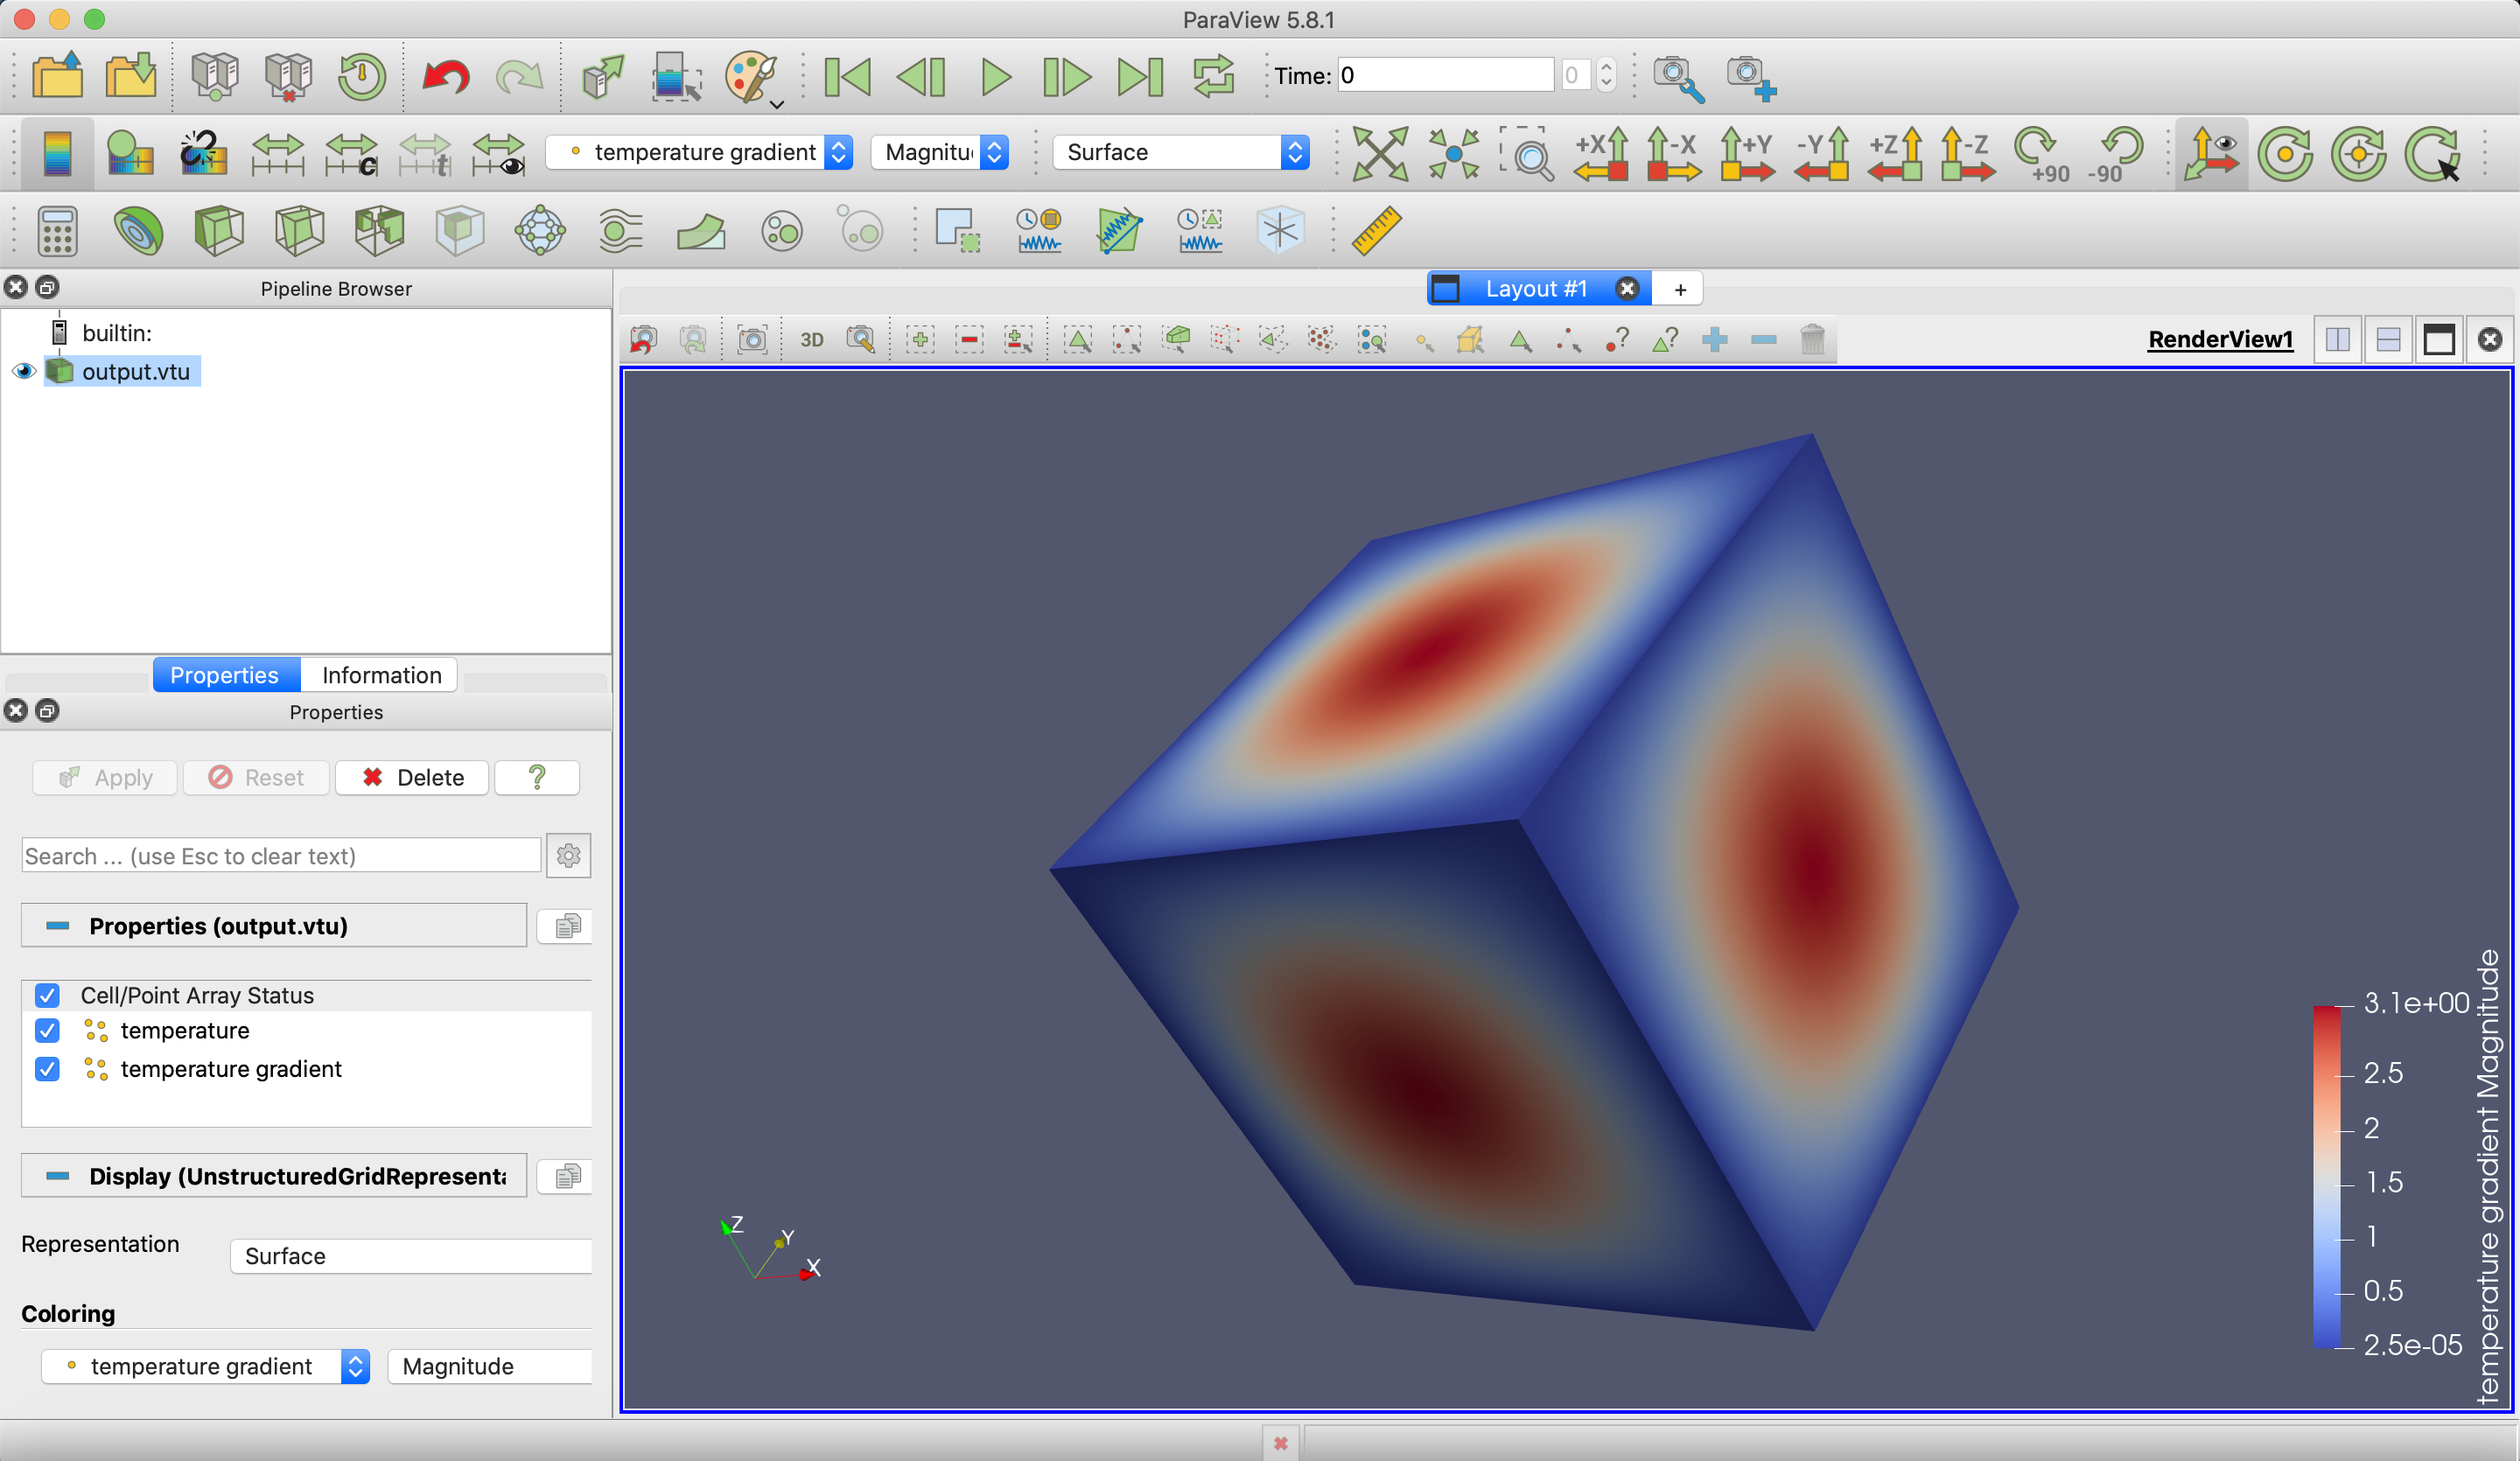 ParaView 5.8.1
Time: 0 0
c t
temperature gradient Magnitu Surface +X -X +Y -Y +Z -Z +90 -90
Pipeline Browser
Layout #1 +
builtin:
output.vtu
3D ? ? RenderView1
Properties Information
Properties
Apply Reset Delete ?
Search ... (use Esc to clear text)
Properties (output.vtu)
Cell/Point Array Status
temperature
temperature gradient
Display (UnstructuredGridRepresenta
Representation Surface
Coloring
temperature gradient Magnitude
Z
Y
X
3.1e+00
2.5
2
1.5
1
0.5
2.5e-05
temperature gradient Magnitude